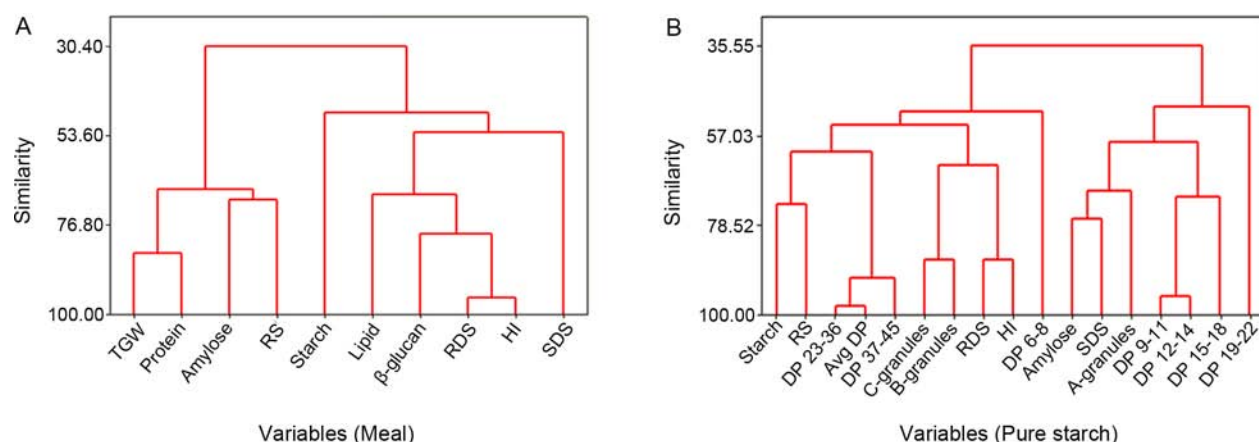 A
Similarity
30.40
53.60
76.80
100.00
TGW
Protein
Amylose
RS
Starch
Lipid
β-glucan
RDS
HI
SDS
Variables (Meal)
B
Similarity
35.55
57.03
78.52
100.00
Starch
RS
DP 23-36
Avg DP
DP 37-45
C-granules
B-granules
RDS
HI
DP 6-8
Amylose
SDS
A-granules
DP 9-11
DP 12-14
DP 15-18
DP 19-22
Variables (Pure starch)